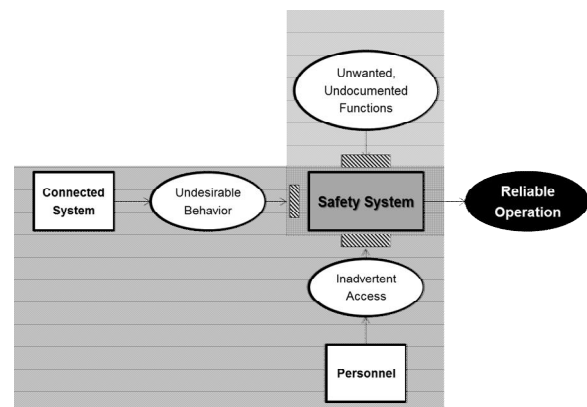 Unwanted,
Undocumented
Functions
Connected
System
Undesirable
Behavior
Safety System
Reliable
Operation
Inadvertent
Access
Personnel